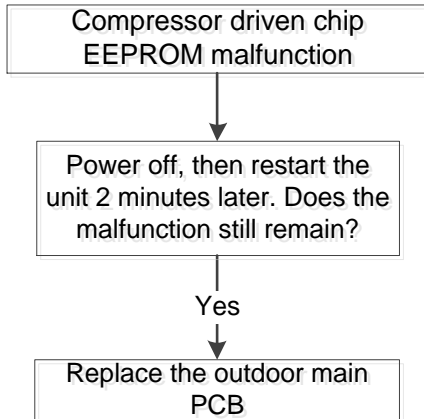 Compressor driven chip
EEPROM malfunction
Power off, then restart the
unit 2 minutes later. Does the
malfunction still remain?
Yes
Replace the outdoor main
PCB